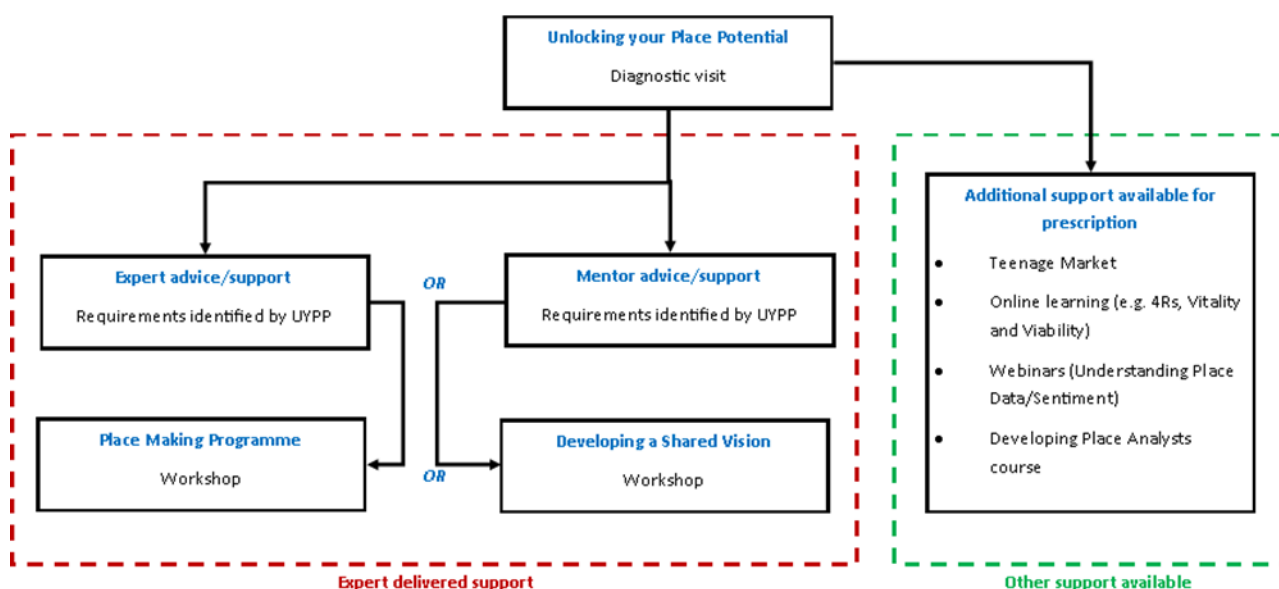 Unlocking your Place Potential
Diagnostic visit
Expert advice/support
Requirements identified by UYPP
OR
Mentor advice/support
Requirements identified by UYPP
Place Making Programme
Workshop
OR
Developing a Shared Vision
Workshop
Expert delivered support
Additional support available for
prescription
• Teenage Market
• Online learning (e.g. 4Rs, Vitality
and Viability)
• Webinars (Understanding Place
Data/Sentiment)
• Developing Place Analysts
course
Other support available